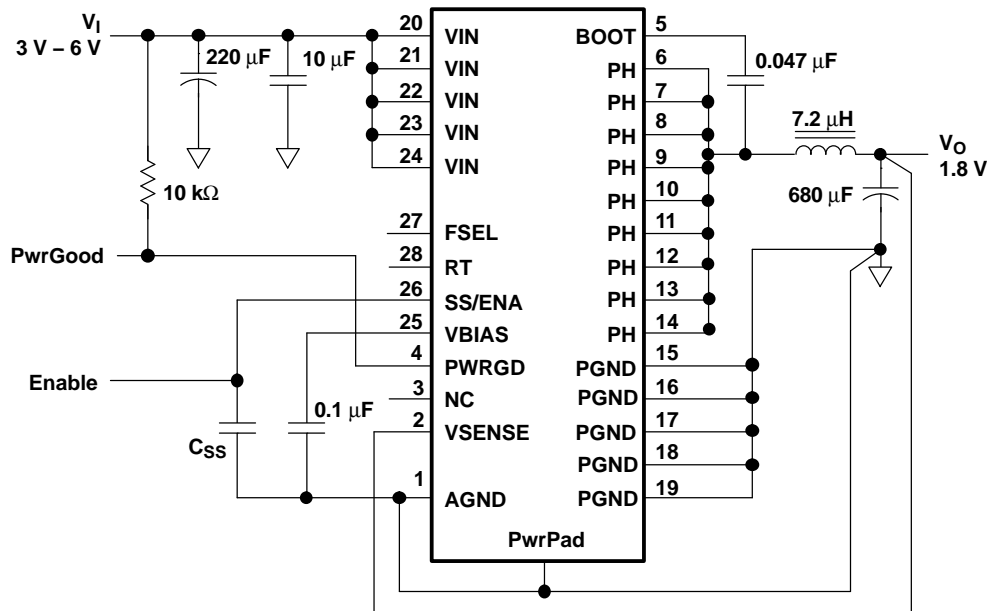 V_I
3 V – 6 V
220 μF
10 μF
10 kΩ
PwrGood
Enable
C_SS
0.1 μF
20 VIN
21 VIN
22 VIN
23 VIN
24 VIN
27 FSEL
28 RT
26 SS/ENA
25 VBIAS
4 PWRGD
3 NC
2 VSENSE
1 AGND
PwrPad
BOOT 5
PH 6
PH 7
PH 8
PH 9
PH 10
PH 11
PH 12
PH 13
PH 14
PGND 15
PGND 16
PGND 17
PGND 18
PGND 19
0.047 μF
7.2 μH
V_O
1.8 V
680 μF